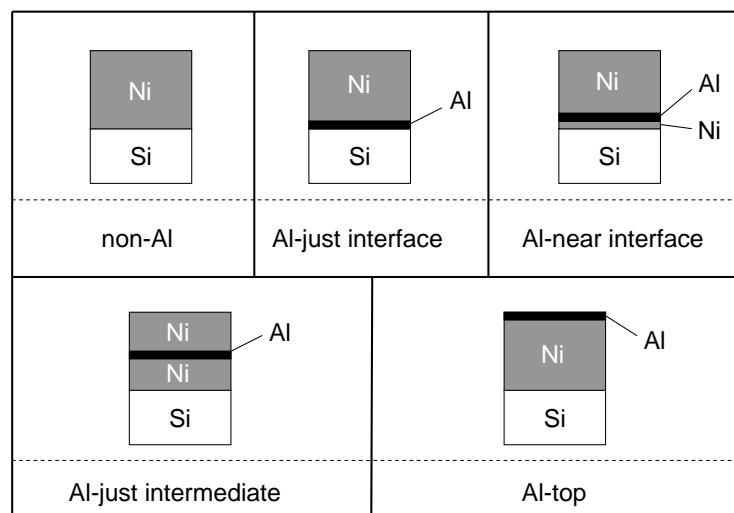 Ni
Si
non-Al
Ni
Al
Si
Al-just interface
Ni
Al
Ni
Si
Al-near interface
Ni
Al
Ni
Si
Al-just intermediate
Al
Ni
Si
Al-top